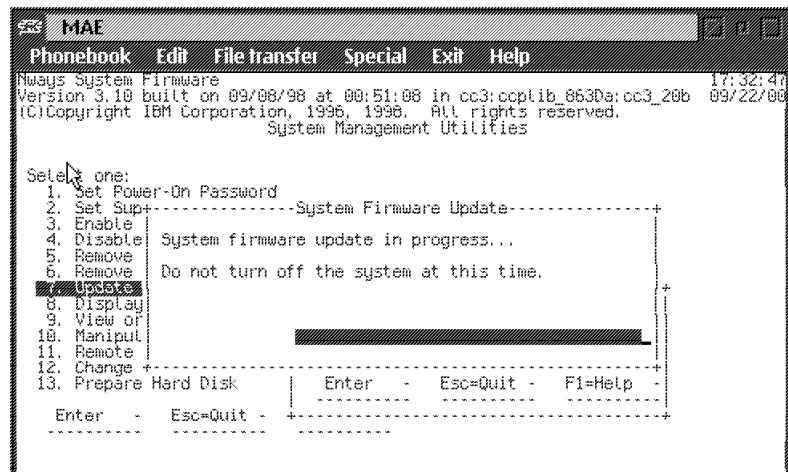 MAE
Phonebook Edit File transfer Special Exit Help
Nways System Firmware 17:32:47
Version 3.10 built on 09/08/98 at 00:51:08 in cc3:ccplib_863Da:cc3_20b 09/22/00
(C)Copyright IBM Corporation, 1996, 1998. All rights reserved.
System Management Utilities
Select one:
1. Set Power-On Password
2. Set Sup+--------------System Firmware Update--------------+
3. Enable
4. Disable System firmware update in progress...
5. Remove
6. Remove Do not turn off the system at this time.
7. Update
8. Display
9. View or
10. Manipul
11. Remote
12. Change
13. Prepare Hard Disk Enter - Esc=Quit - F1=Help -
Enter - Esc=Quit -